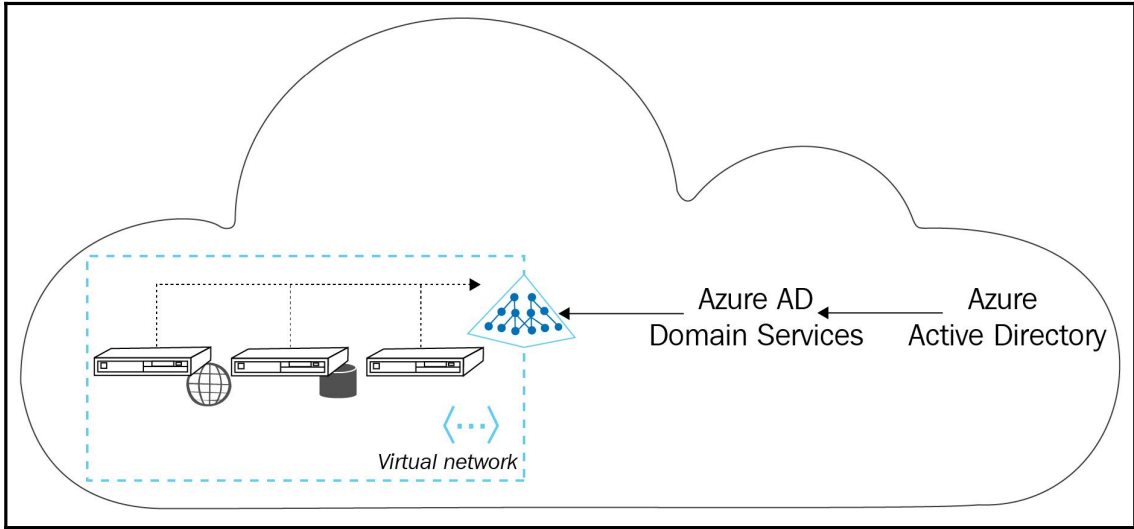 Azure AD
Domain Services
Azure
Active Directory
Virtual network